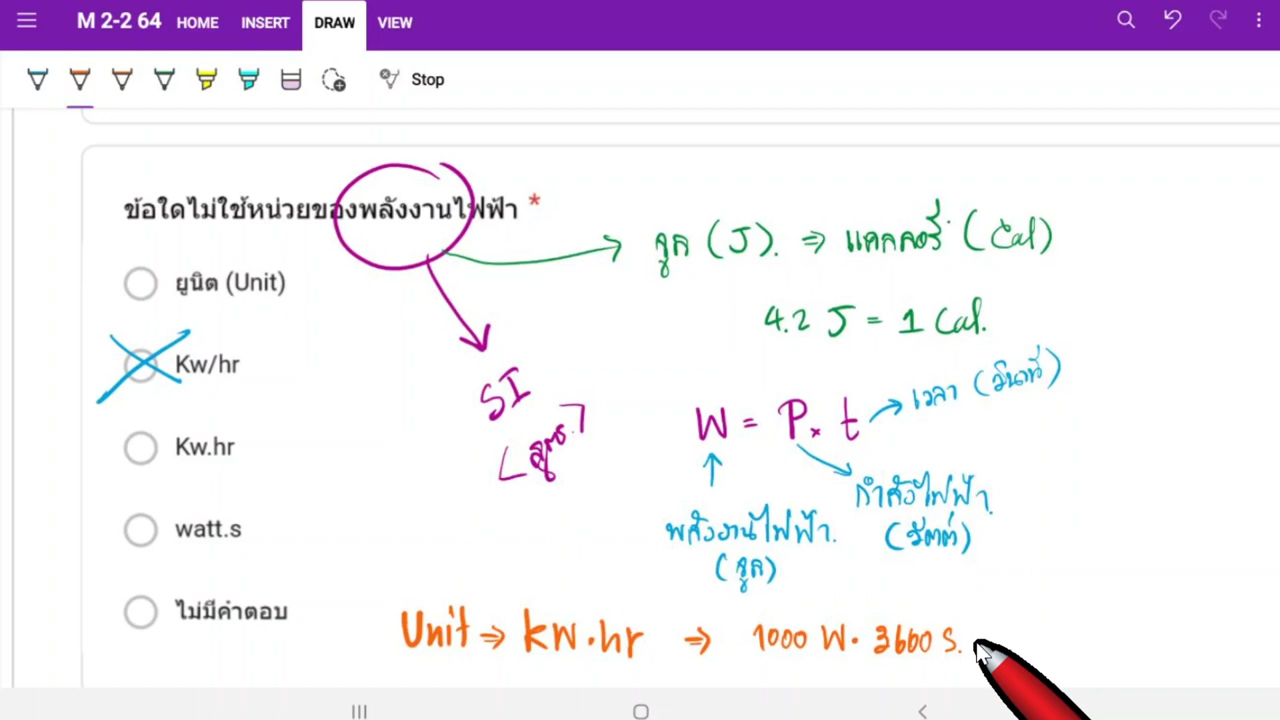 M 2-2 64 HOME INSERT DRAW VIEW
Stop
ข้อใดไม่ใช้หน่วยของพลังงานไฟฟ้า *
จูล (J). ⇒ แคลลอรี่ (Cal)
ยูนิต (Unit)
4.2 J = 1 Cal.
Kw/hr
SI
W = P × t → เวลา (วินาที)
Kw.hr
กำลังไฟฟ้า.
(วัตต์)
watt.s
พลังงานไฟฟ้า.
(จูล)
ไม่มีคำตอบ
Unit ⇒ kW.hr ⇒ 1000 W. 3600 S.